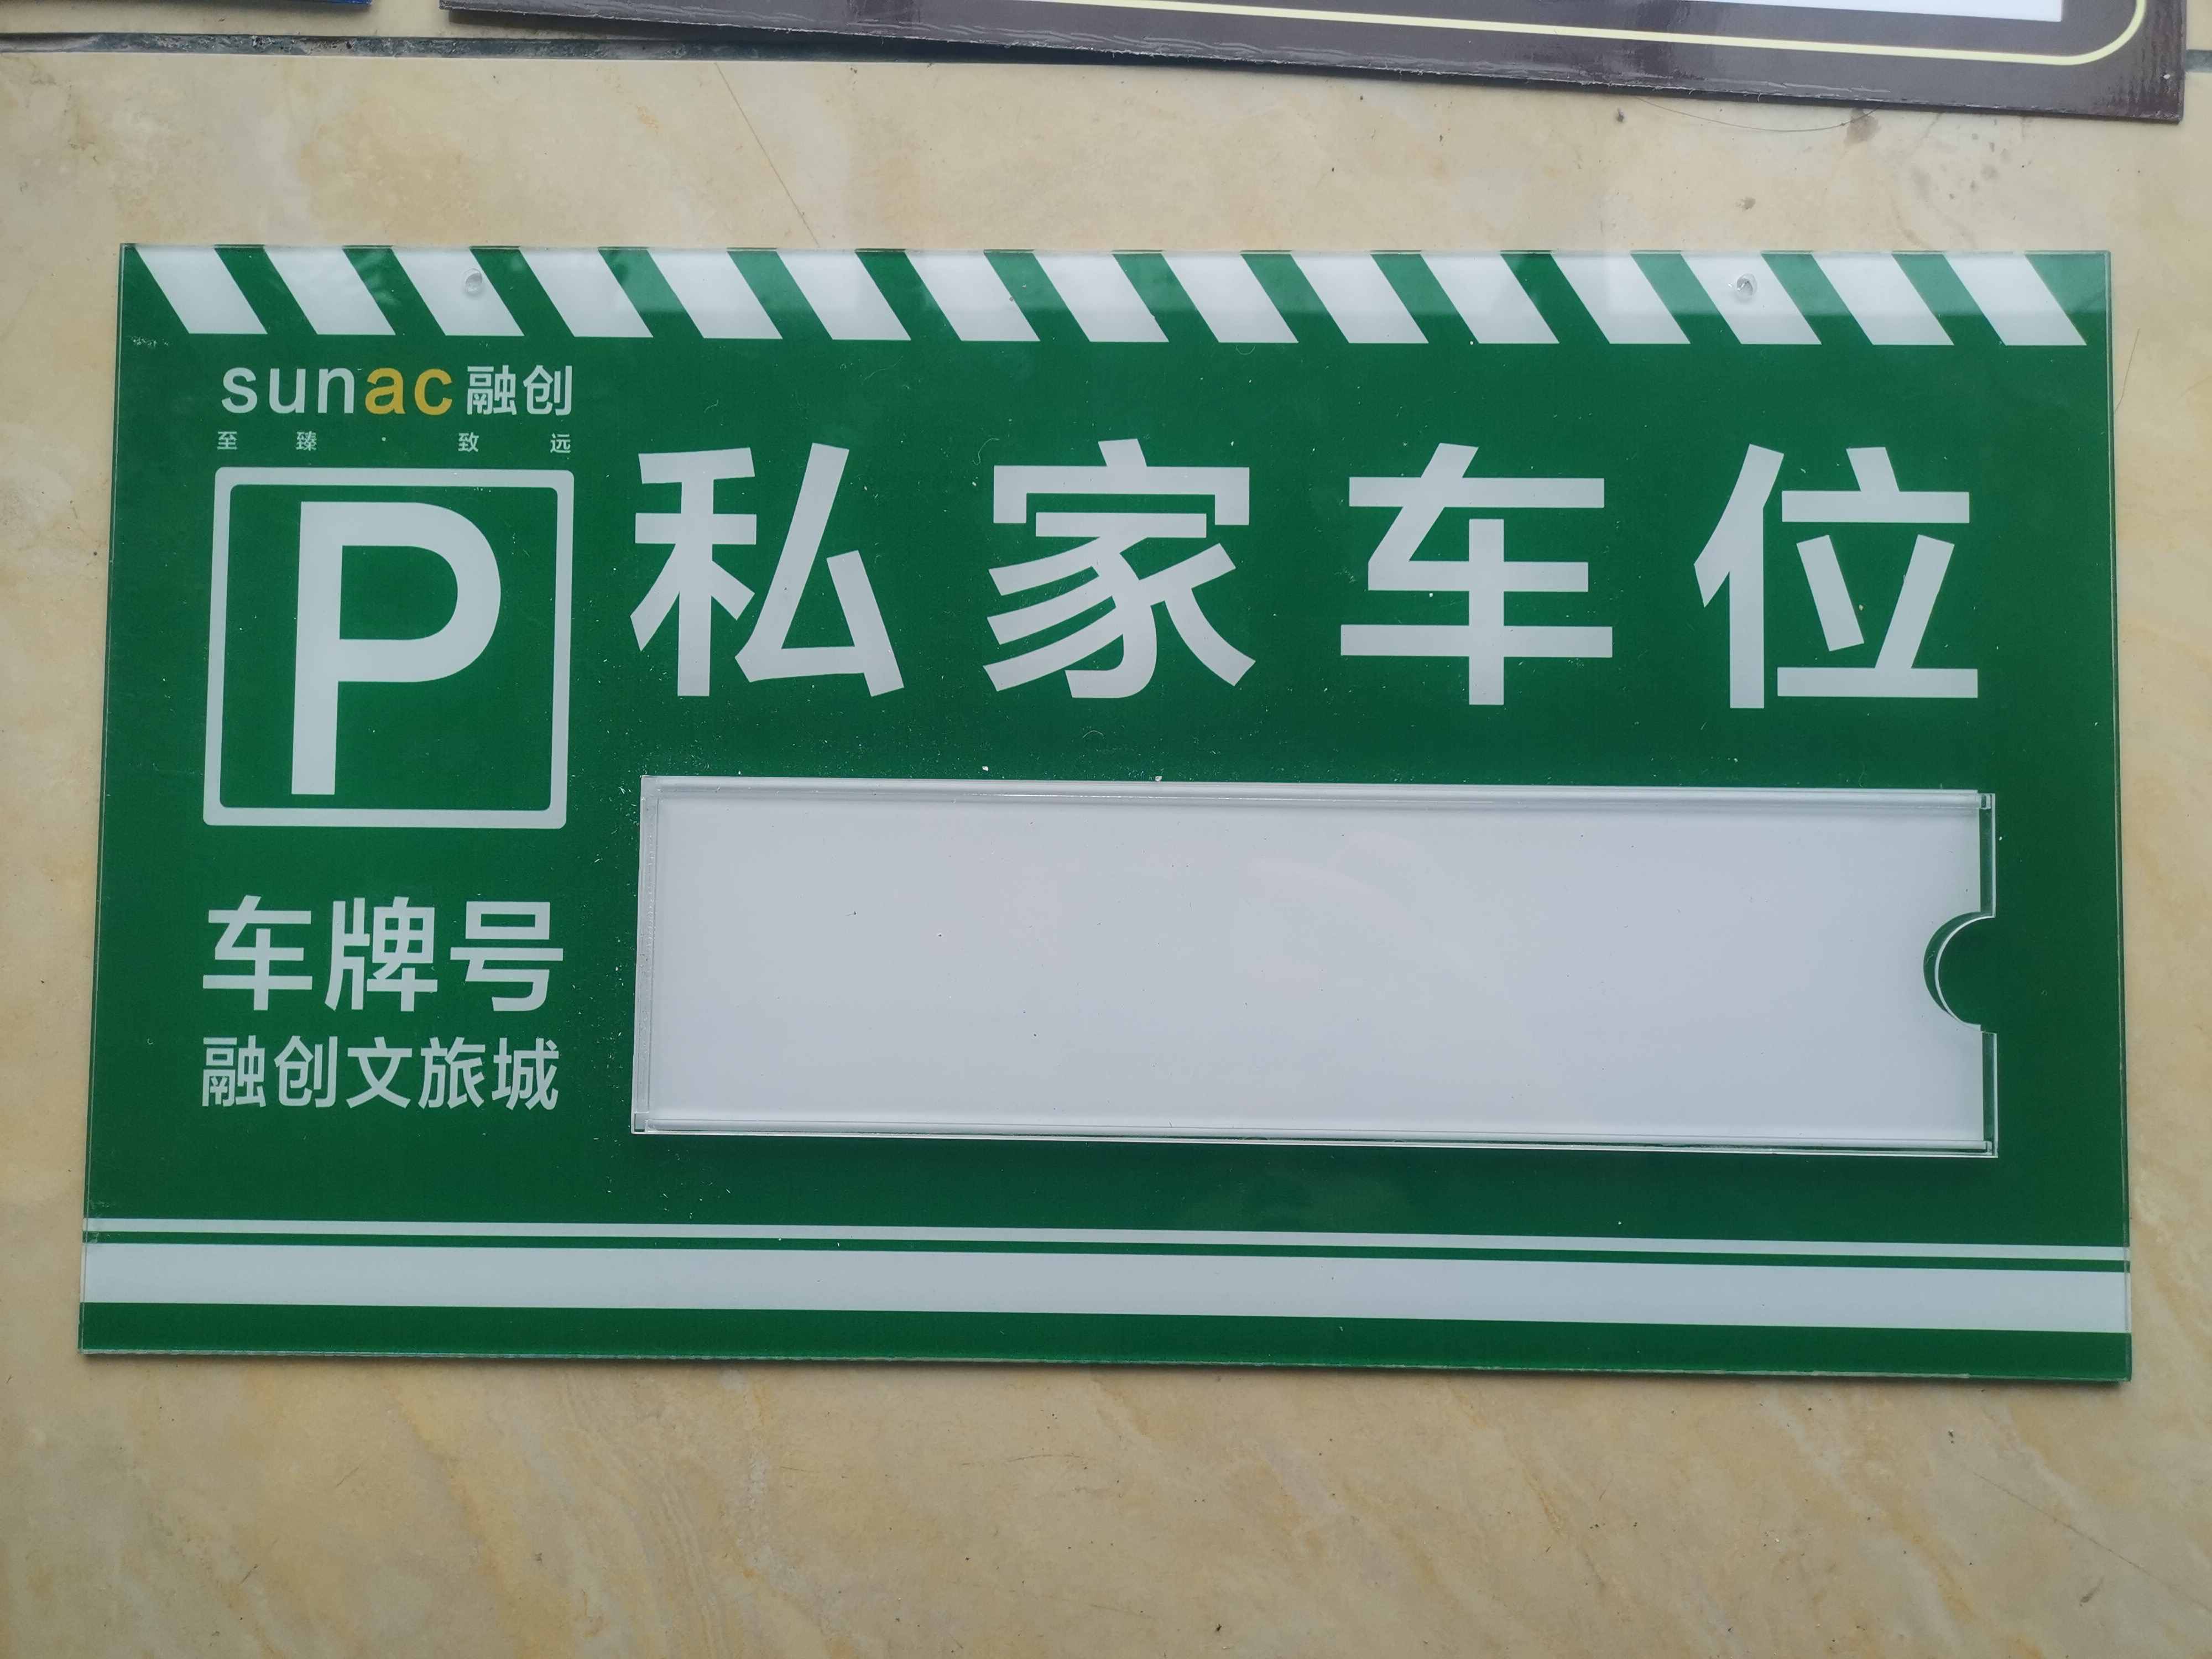 sunac融创
至臻·致远
P
私家车位
车牌号
融创文旅城